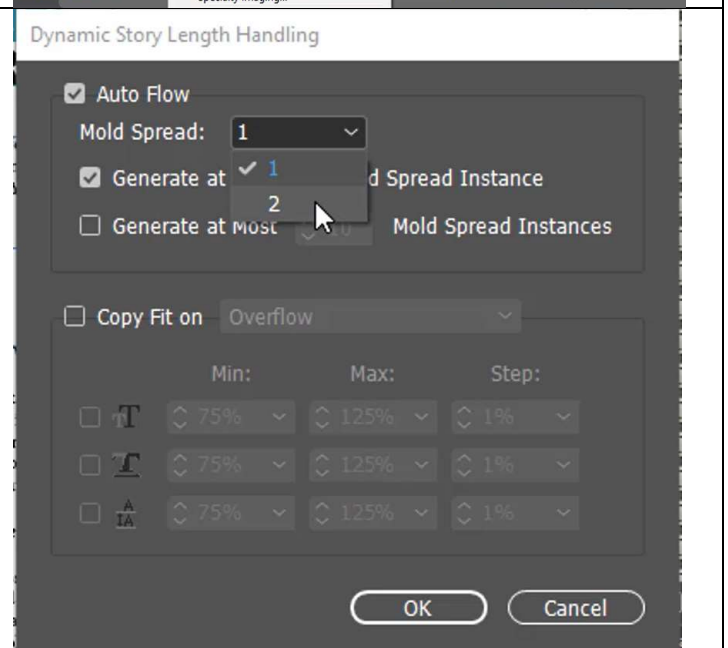 Dynamic Story Length Handling
Auto Flow
Mold Spread: 1
1
Generate at d Spread Instance
2
Generate at Most 10 Mold Spread Instances
Copy Fit on Overflow
Min: Max: Step:
75% 125% 1%
75% 125% 1%
75% 125% 1%
OK Cancel